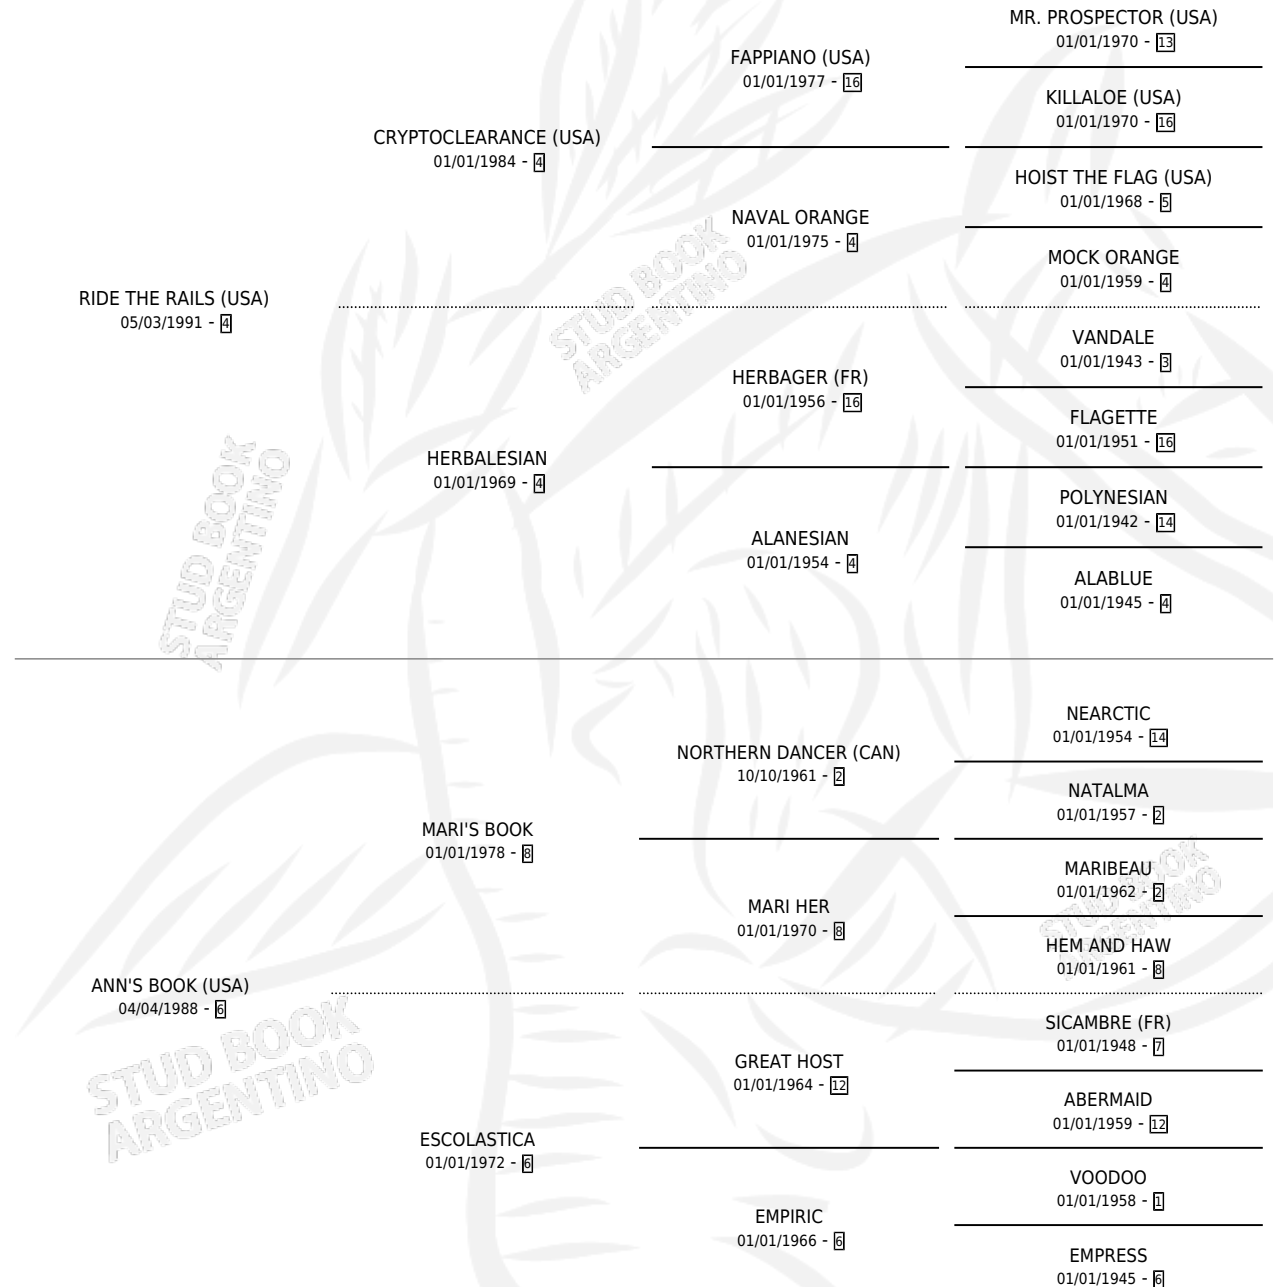 MR. PROSPECTOR (USA)
01/01/1970 - 13
FAPPIANO (USA)
01/01/1977 - 16
KILLALOE (USA)
01/01/1970 - 16
CRYPTOCLEARANCE (USA)
01/01/1984 - 4
HOIST THE FLAG (USA)
01/01/1968 - 5
NAVAL ORANGE
01/01/1975 - 4
MOCK ORANGE
01/01/1959 - 4
RIDE THE RAILS (USA)
05/03/1991 - 4
VANDALE
01/01/1943 - 3
HERBAGER (FR)
01/01/1956 - 16
FLAGETTE
01/01/1951 - 16
HERBALESIAN
01/01/1969 - 4
POLYNESIAN
01/01/1942 - 14
ALANESIAN
01/01/1954 - 4
ALABLUE
01/01/1945 - 4
NEARCTIC
01/01/1954 - 14
NORTHERN DANCER (CAN)
10/10/1961 - 2
NATALMA
01/01/1957 - 2
MARI'S BOOK
01/01/1978 - 8
MARIBEAU
01/01/1962 - 2
MARI HER
01/01/1970 - 8
HEM AND HAW
01/01/1961 - 8
ANN'S BOOK (USA)
04/04/1988 - 6
SICAMBRE (FR)
01/01/1948 - 7
GREAT HOST
01/01/1964 - 12
ABERMAID
01/01/1959 - 12
ESCOLASTICA
01/01/1972 - 6
VOODOO
01/01/1958 - 1
EMPIRIC
01/01/1966 - 6
EMPRESS
01/01/1945 - 6
STUD BOOK
ARGENTINO
STUD BOOK
ARGENTINO
STUD BOOK
ARGENTINO
STUD BOOK
ARGENTINO